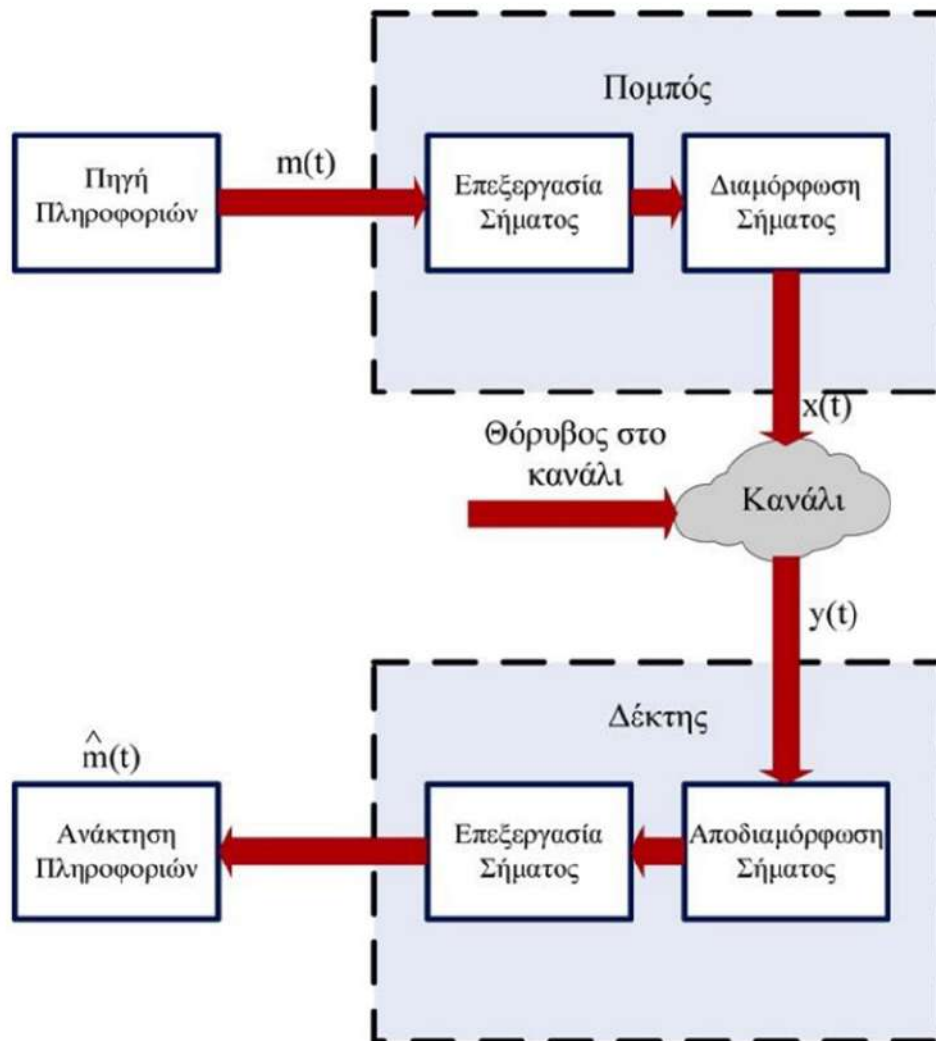 Πομπός
Πηγή
Πληροφοριών
m(t)
Επεξεργασία
Σήματος
Διαμόρφωση
Σήματος
x(t)
Θόρυβος στο
κανάλι
Κανάλι
y(t)
Δέκτης
m̂(t)
Ανάκτηση
Πληροφοριών
Επεξεργασία
Σήματος
Αποδιαμόρφωση
Σήματος